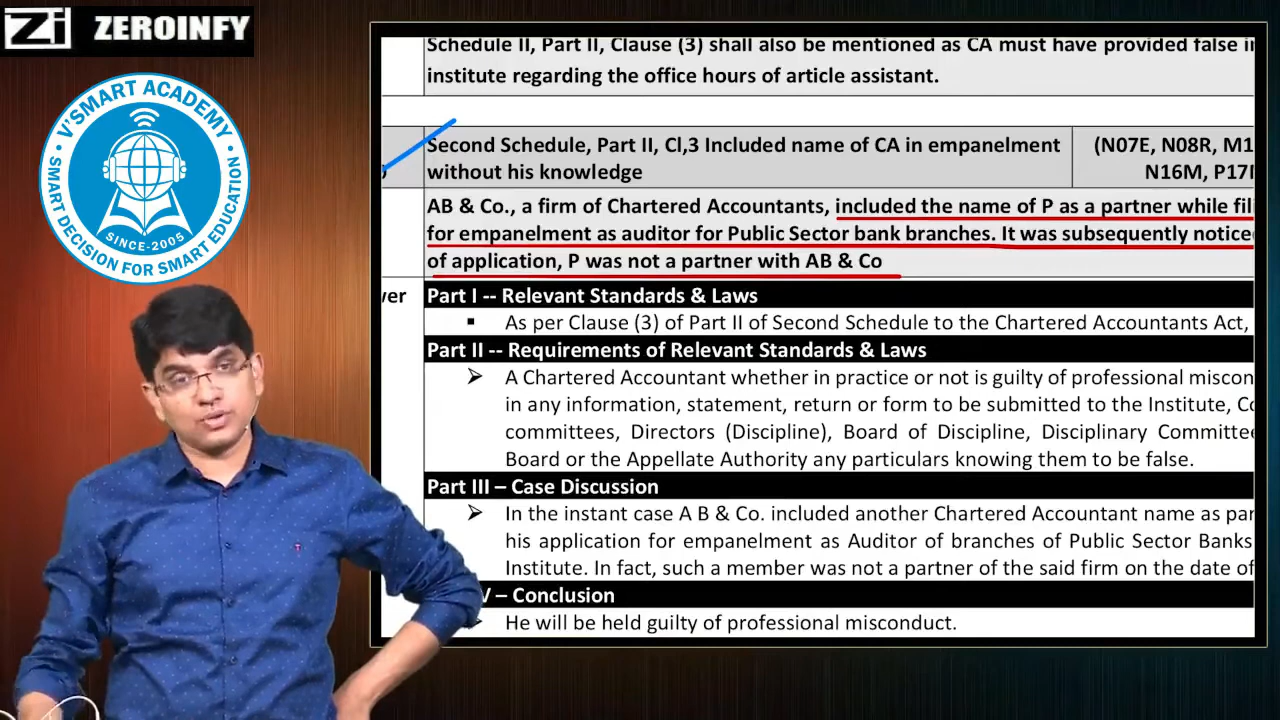 Zi ZEROINFY
V'SMART ACADEMY
SMART DECISION FOR SMART EDUCATION
SINCE-2005
Schedule II, Part II, Clause (3) shall also be mentioned as CA must have provided false in
institute regarding the office hours of article assistant.
Second Schedule, Part II, Cl,3 Included name of CA in empanelment
without his knowledge
(N07E, N08R, M1
N16M, P17
AB & Co., a firm of Chartered Accountants, included the name of P as a partner while fili
for empanelment as auditor for Public Sector bank branches. It was subsequently notice
of application, P was not a partner with AB & Co
ver
Part I -- Relevant Standards & Laws
▪ As per Clause (3) of Part II of Second Schedule to the Chartered Accountants Act,
Part II -- Requirements of Relevant Standards & Laws
➢ A Chartered Accountant whether in practice or not is guilty of professional miscon
in any information, statement, return or form to be submitted to the Institute, Co
committees, Directors (Discipline), Board of Discipline, Disciplinary Committee
Board or the Appellate Authority any particulars knowing them to be false.
Part III – Case Discussion
➢ In the instant case A B & Co. included another Chartered Accountant name as par
his application for empanelment as Auditor of branches of Public Sector Banks
Institute. In fact, such a member was not a partner of the said firm on the date of
V – Conclusion
He will be held guilty of professional misconduct.